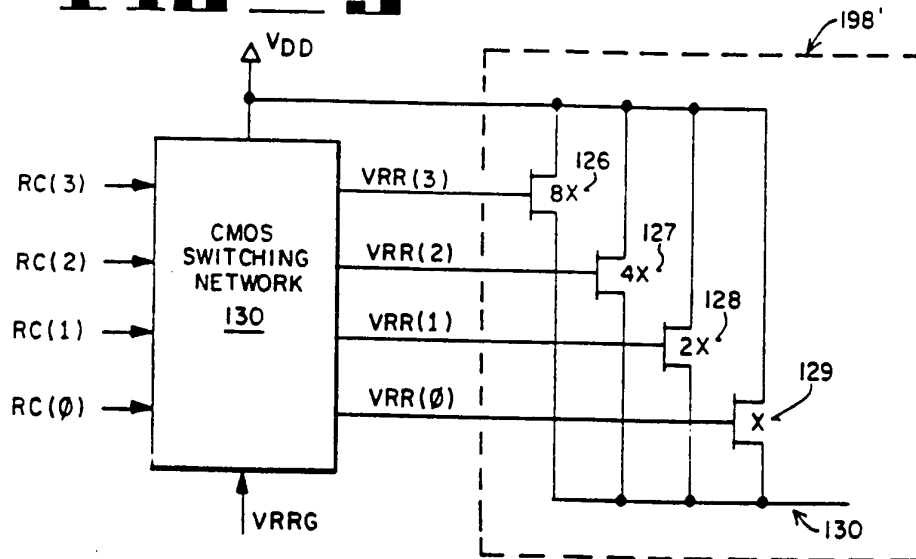 198'
VDD
126
RC(3)
VRR(3)
8X
CMOS
SWITCHING
NETWORK
130
127
RC(2)
VRR(2)
4X
128
RC(1)
VRR(1)
2X
129
RC(Ø)
VRR(Ø)
X
VRRG
130